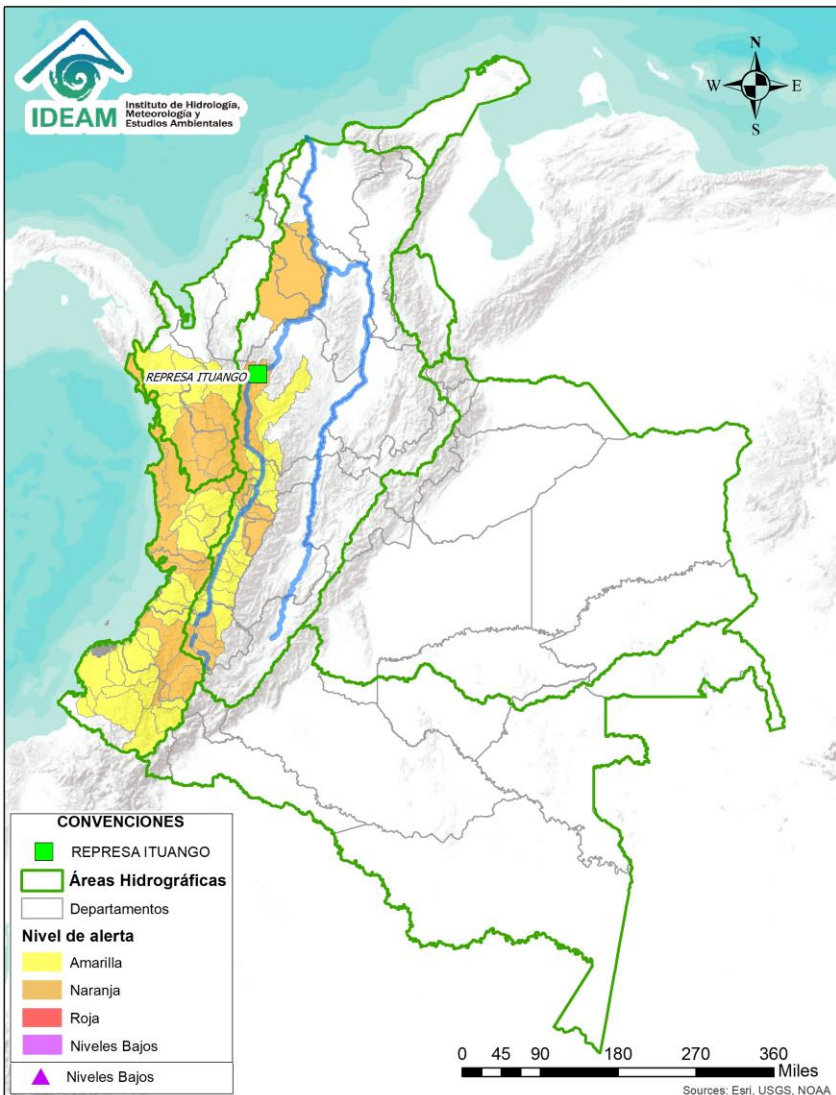 IDEAM
Instituto de Hidrología,
Meteorología y
Estudios Ambientales
N
W
E
S
REPRESA ITUANGO
CONVENCIONES
REPRESA ITUANGO
Áreas Hidrográficas
Departamentos
Nivel de alerta
Amarilla
Naranja
Roja
Niveles Bajos
Niveles Bajos
0 45 90 180 270 360
Miles
Sources: Esri, USGS, NOAA